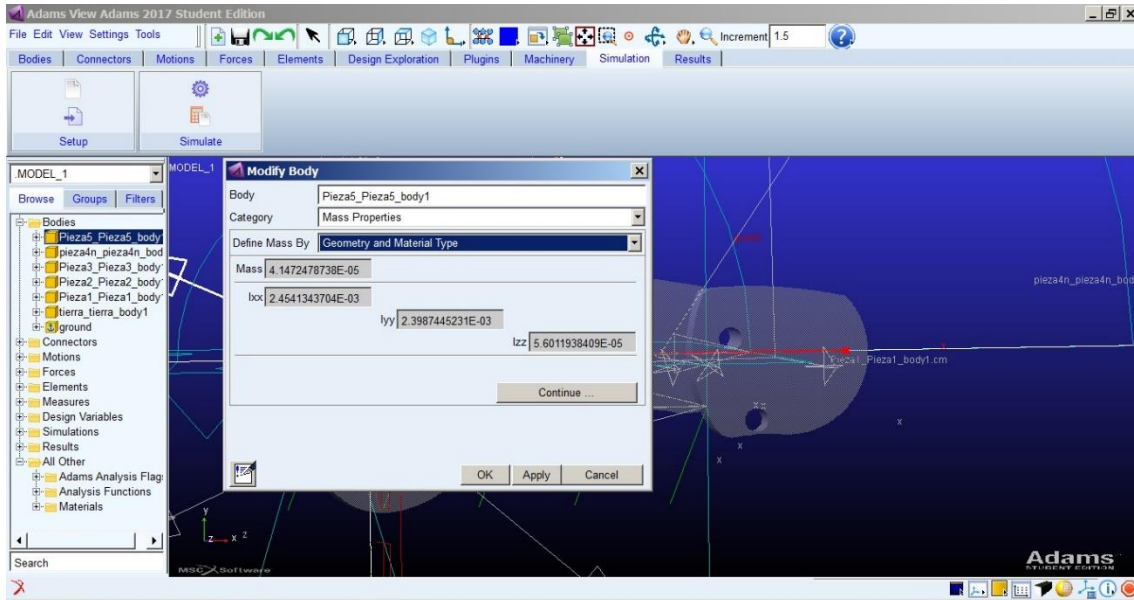 Adams View Adams 2017 Student Edition
File Edit View Settings Tools
Increment 1.5
Bodies Connectors Motions Forces Elements Design Exploration Plugins Machinery Simulation Results
Setup Simulate
.MODEL_1
MODEL_1
Browse Groups Filters
Bodies
Pieza5_Pieza5_body
pieza4n_pieza4n_bod
Pieza3_Pieza3_body
Pieza2_Pieza2_body
Pieza1_Pieza1_body
tierra_tierra_body1
ground
Connectors
Motions
Forces
Elements
Measures
Design Variables
Simulations
Results
All Other
Adams Analysis Flag
Analysis Functions
Materials
Search
Modify Body
Body Pieza5_Pieza5_body1
Category Mass Properties
Define Mass By Geometry and Material Type
Mass 4.1472478738E-05
Ixx 2.4541343704E-03
Iyy 2.3987445231E-03
Izz 5.6011938409E-05
Continue ...
OK Apply Cancel
pieza4n_pieza4n_bod
Pieza1_Pieza1_body1.cm
x x
x
x
x
y
z x z
MSC Software
Adams
STUDENT EDITION